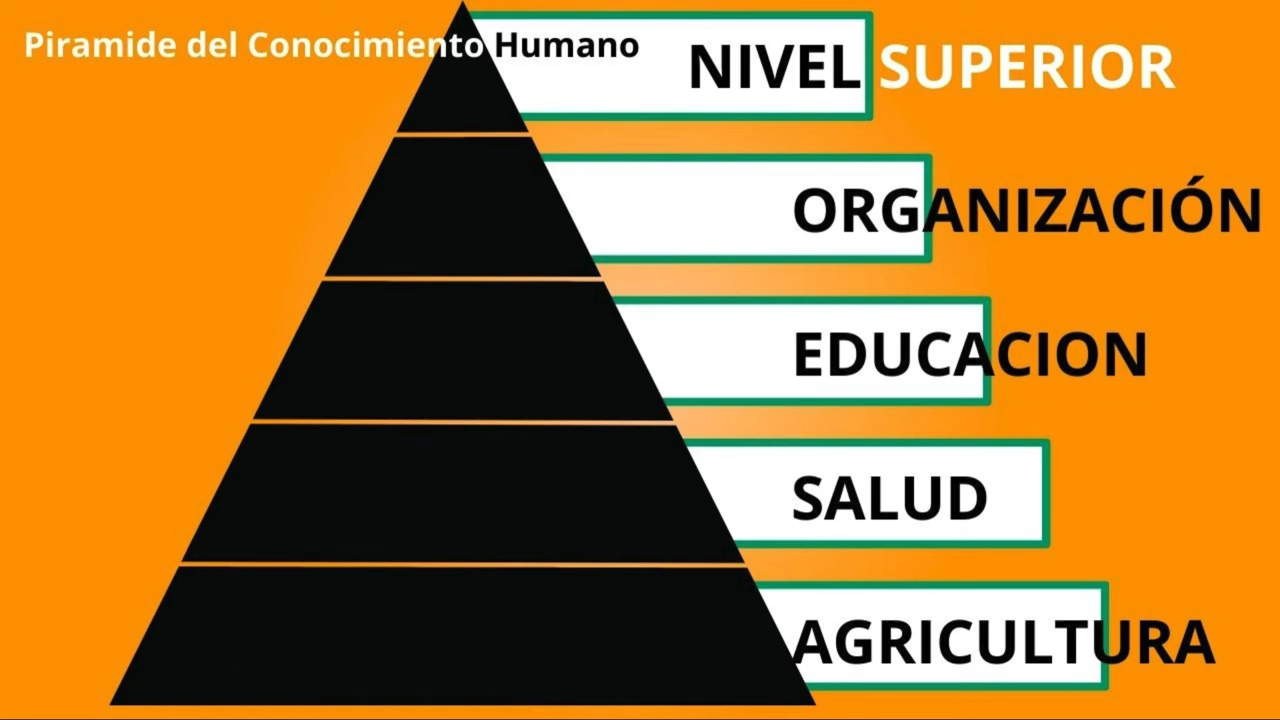 Piramide del Conocimiento Humano
NIVEL SUPERIOR
ORGANIZACIÓN
EDUCACION
SALUD
AGRICULTURA